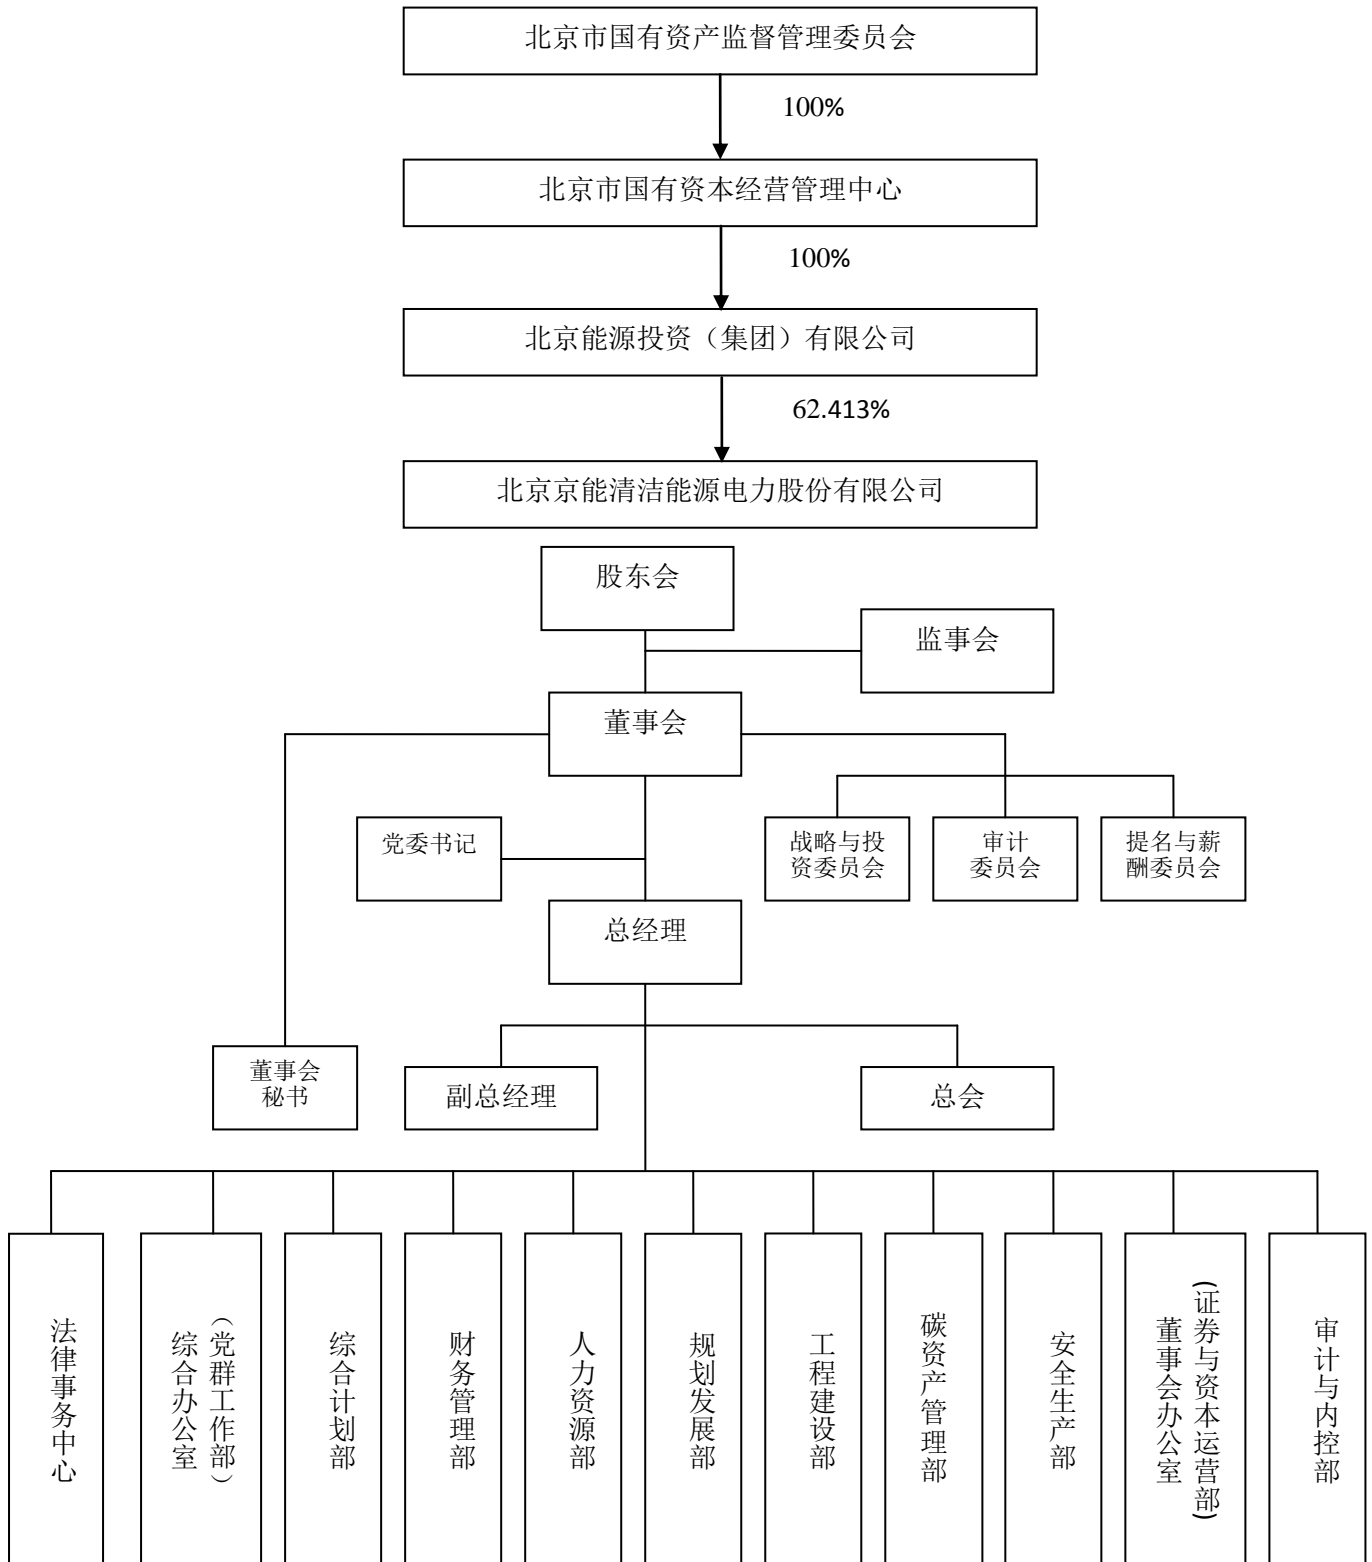 北京市国有资产监督管理委员会
100%
北京市国有资本经营管理中心
100%
北京能源投资（集团）有限公司
62.413%
北京京能清洁能源电力股份有限公司
股东会
监事会
董事会
党委书记
战略与投
资委员会
审计
委员会
提名与薪
酬委员会
总经理
董事会
秘书
副总经理
总会
法律事务中心
（党群工作部）
综合办公室
综合计划部
财务管理部
人力资源部
规划发展部
工程建设部
碳资产管理部
安全生产部
(证券与资本运营部)
董事会办公室
审计与内控部